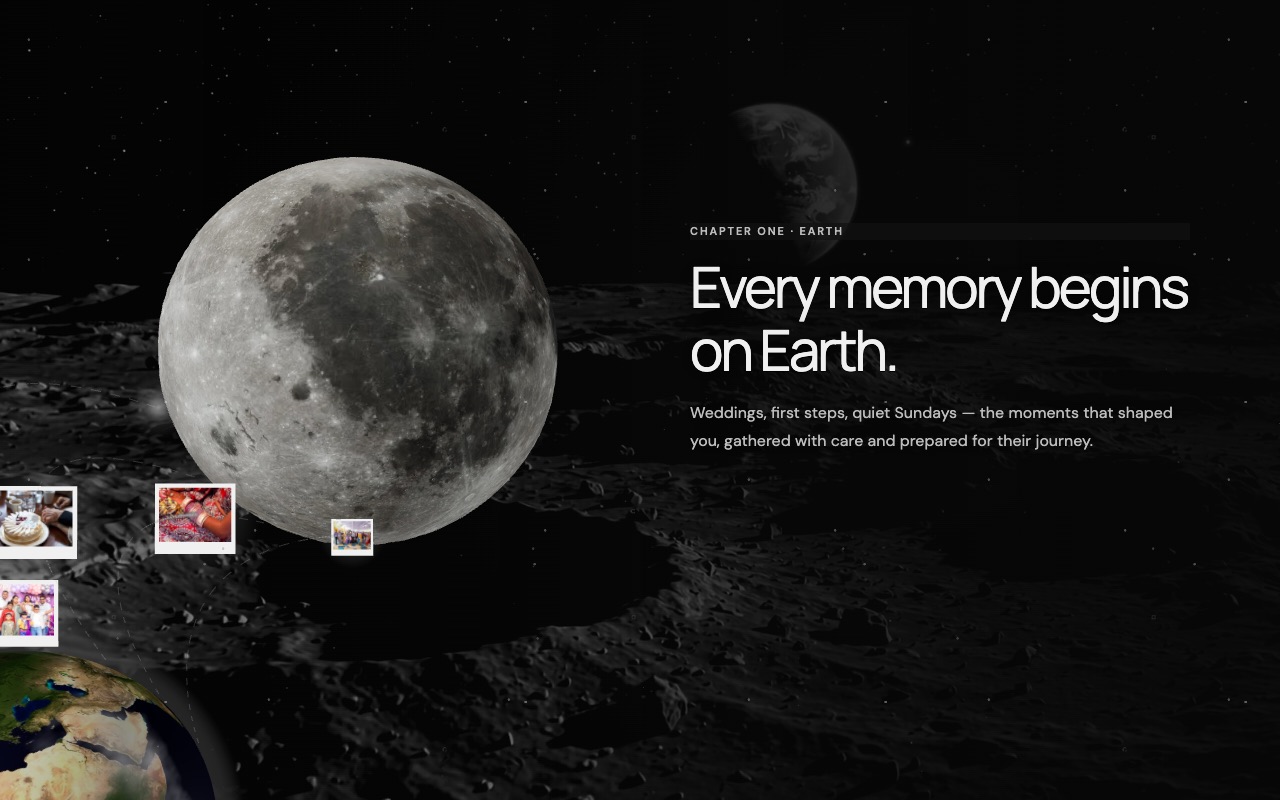 CHAPTER ONE · EARTH
Every memory begins
on Earth.
Weddings, first steps, quiet Sundays — the moments that shaped
you, gathered with care and prepared for their journey.